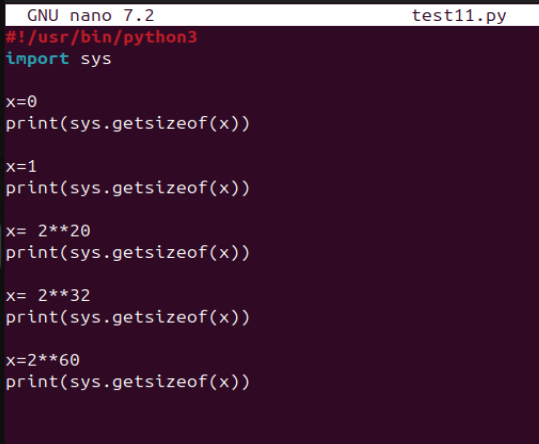 GNU nano 7.2 test11.py
#!/usr/bin/python3
import sys
x=0
print(sys.getsizeof(x))
x=1
print(sys.getsizeof(x))
x= 2**20
print(sys.getsizeof(x))
x= 2**32
print(sys.getsizeof(x))
x=2**60
print(sys.getsizeof(x))